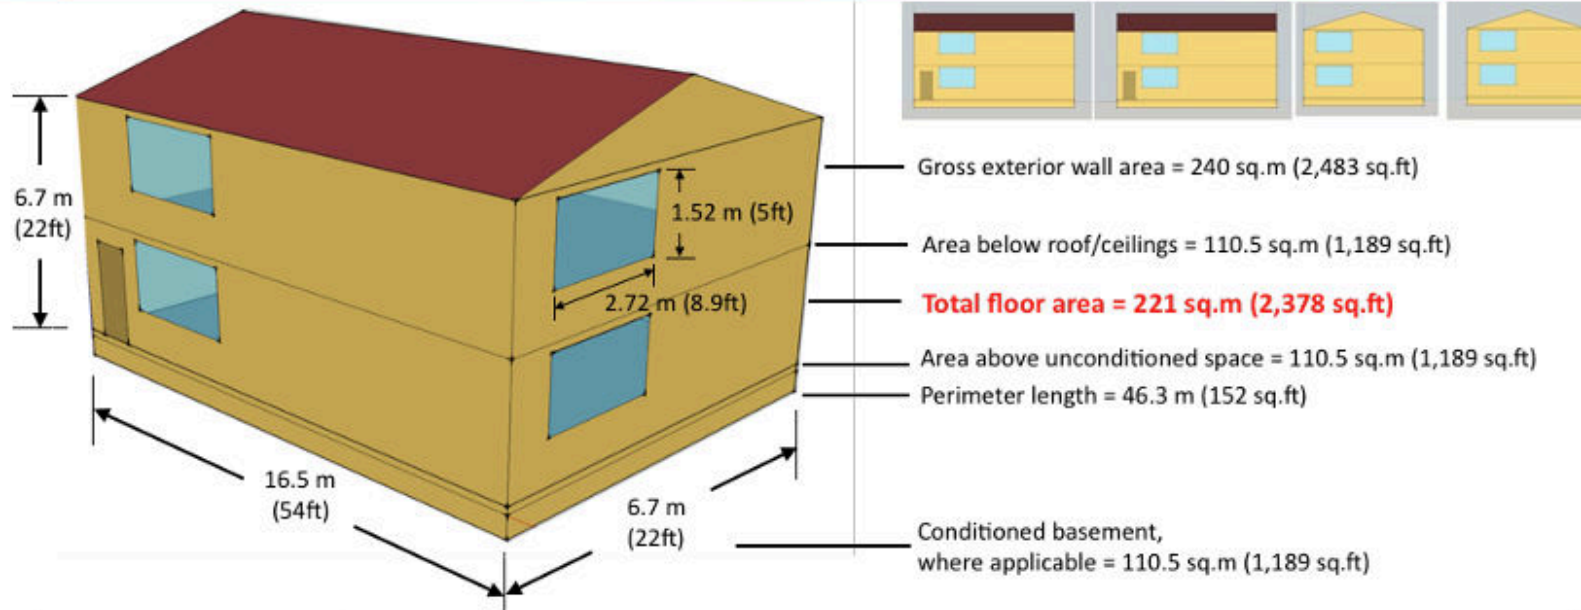 6.7 m
(22ft)
1.52 m (5ft)
2.72 m (8.9ft)
16.5 m
(54ft)
6.7 m
(22ft)
Gross exterior wall area = 240 sq.m (2,483 sq.ft)
Area below roof/ceilings = 110.5 sq.m (1,189 sq.ft)
Total floor area = 221 sq.m (2,378 sq.ft)
Area above unconditioned space = 110.5 sq.m (1,189 sq.ft)
Perimeter length = 46.3 m (152 sq.ft)
Conditioned basement,
where applicable = 110.5 sq.m (1,189 sq.ft)